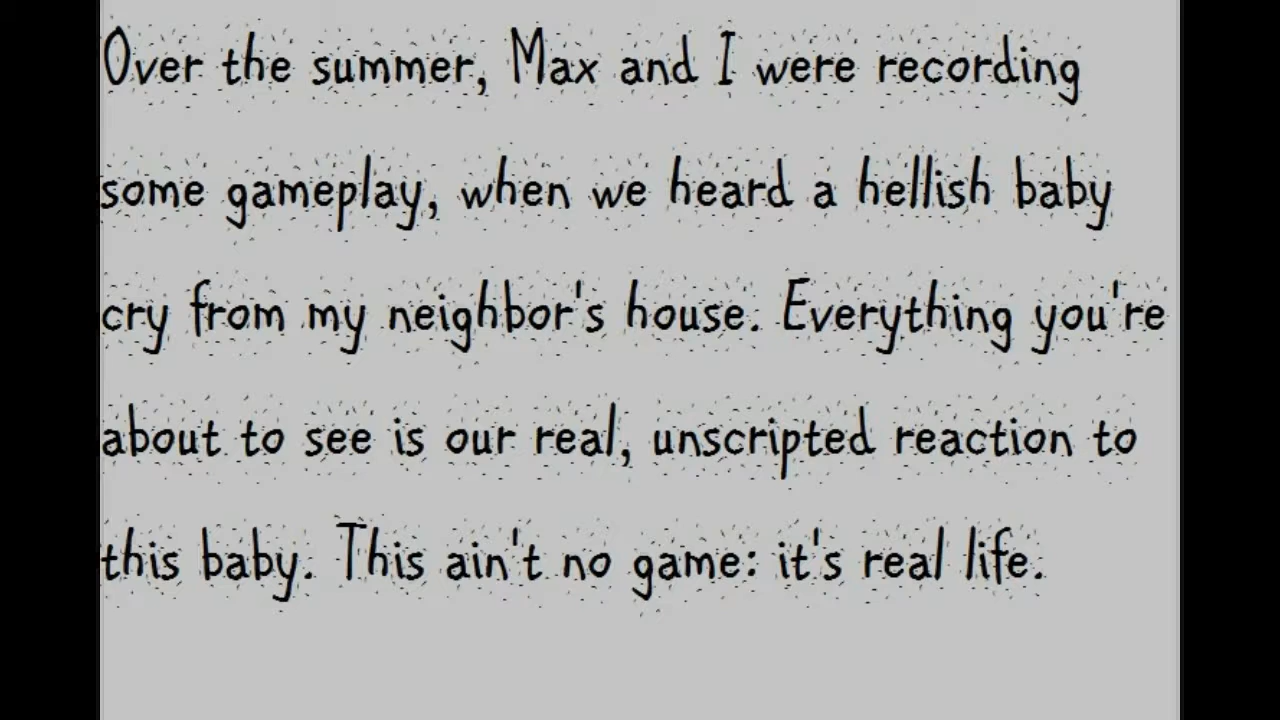 Over the summer, Max and I were recording
some gameplay, when we heard a hellish baby
cry from my neighbor's house. Everything you're
about to see is our real, unscripted reaction to
this baby. This ain't no game: it's real life.